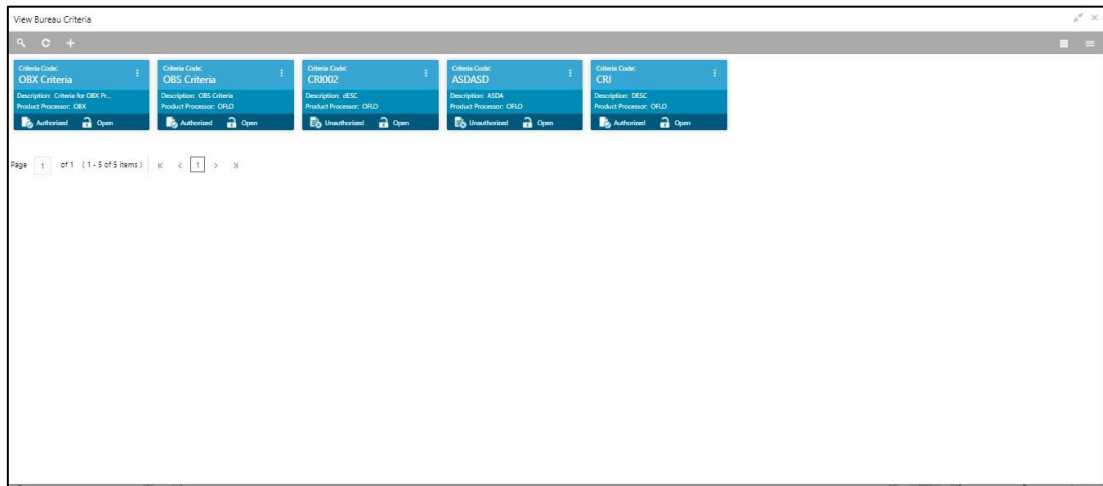 View Bureau Criteria
Criteria Code:
OBX Criteria
Description: Criteria for OBX Pr...
Product Processor: OBX
Authorized Open
Criteria Code:
OBS Criteria
Description: OBS Criteria
Product Processor: OFLO
Authorized Open
Criteria Code:
CRI002
Description: dESC
Product Processor: OFLO
Unauthorized Open
Criteria Code:
ASDASD
Description: ASDA
Product Processor: OFLO
Unauthorized Open
Criteria Code:
CRI
Description: DESC
Product Processor: OFLO
Authorized Open
Page 1 of 1 (1 - 5 of 5 items) 1